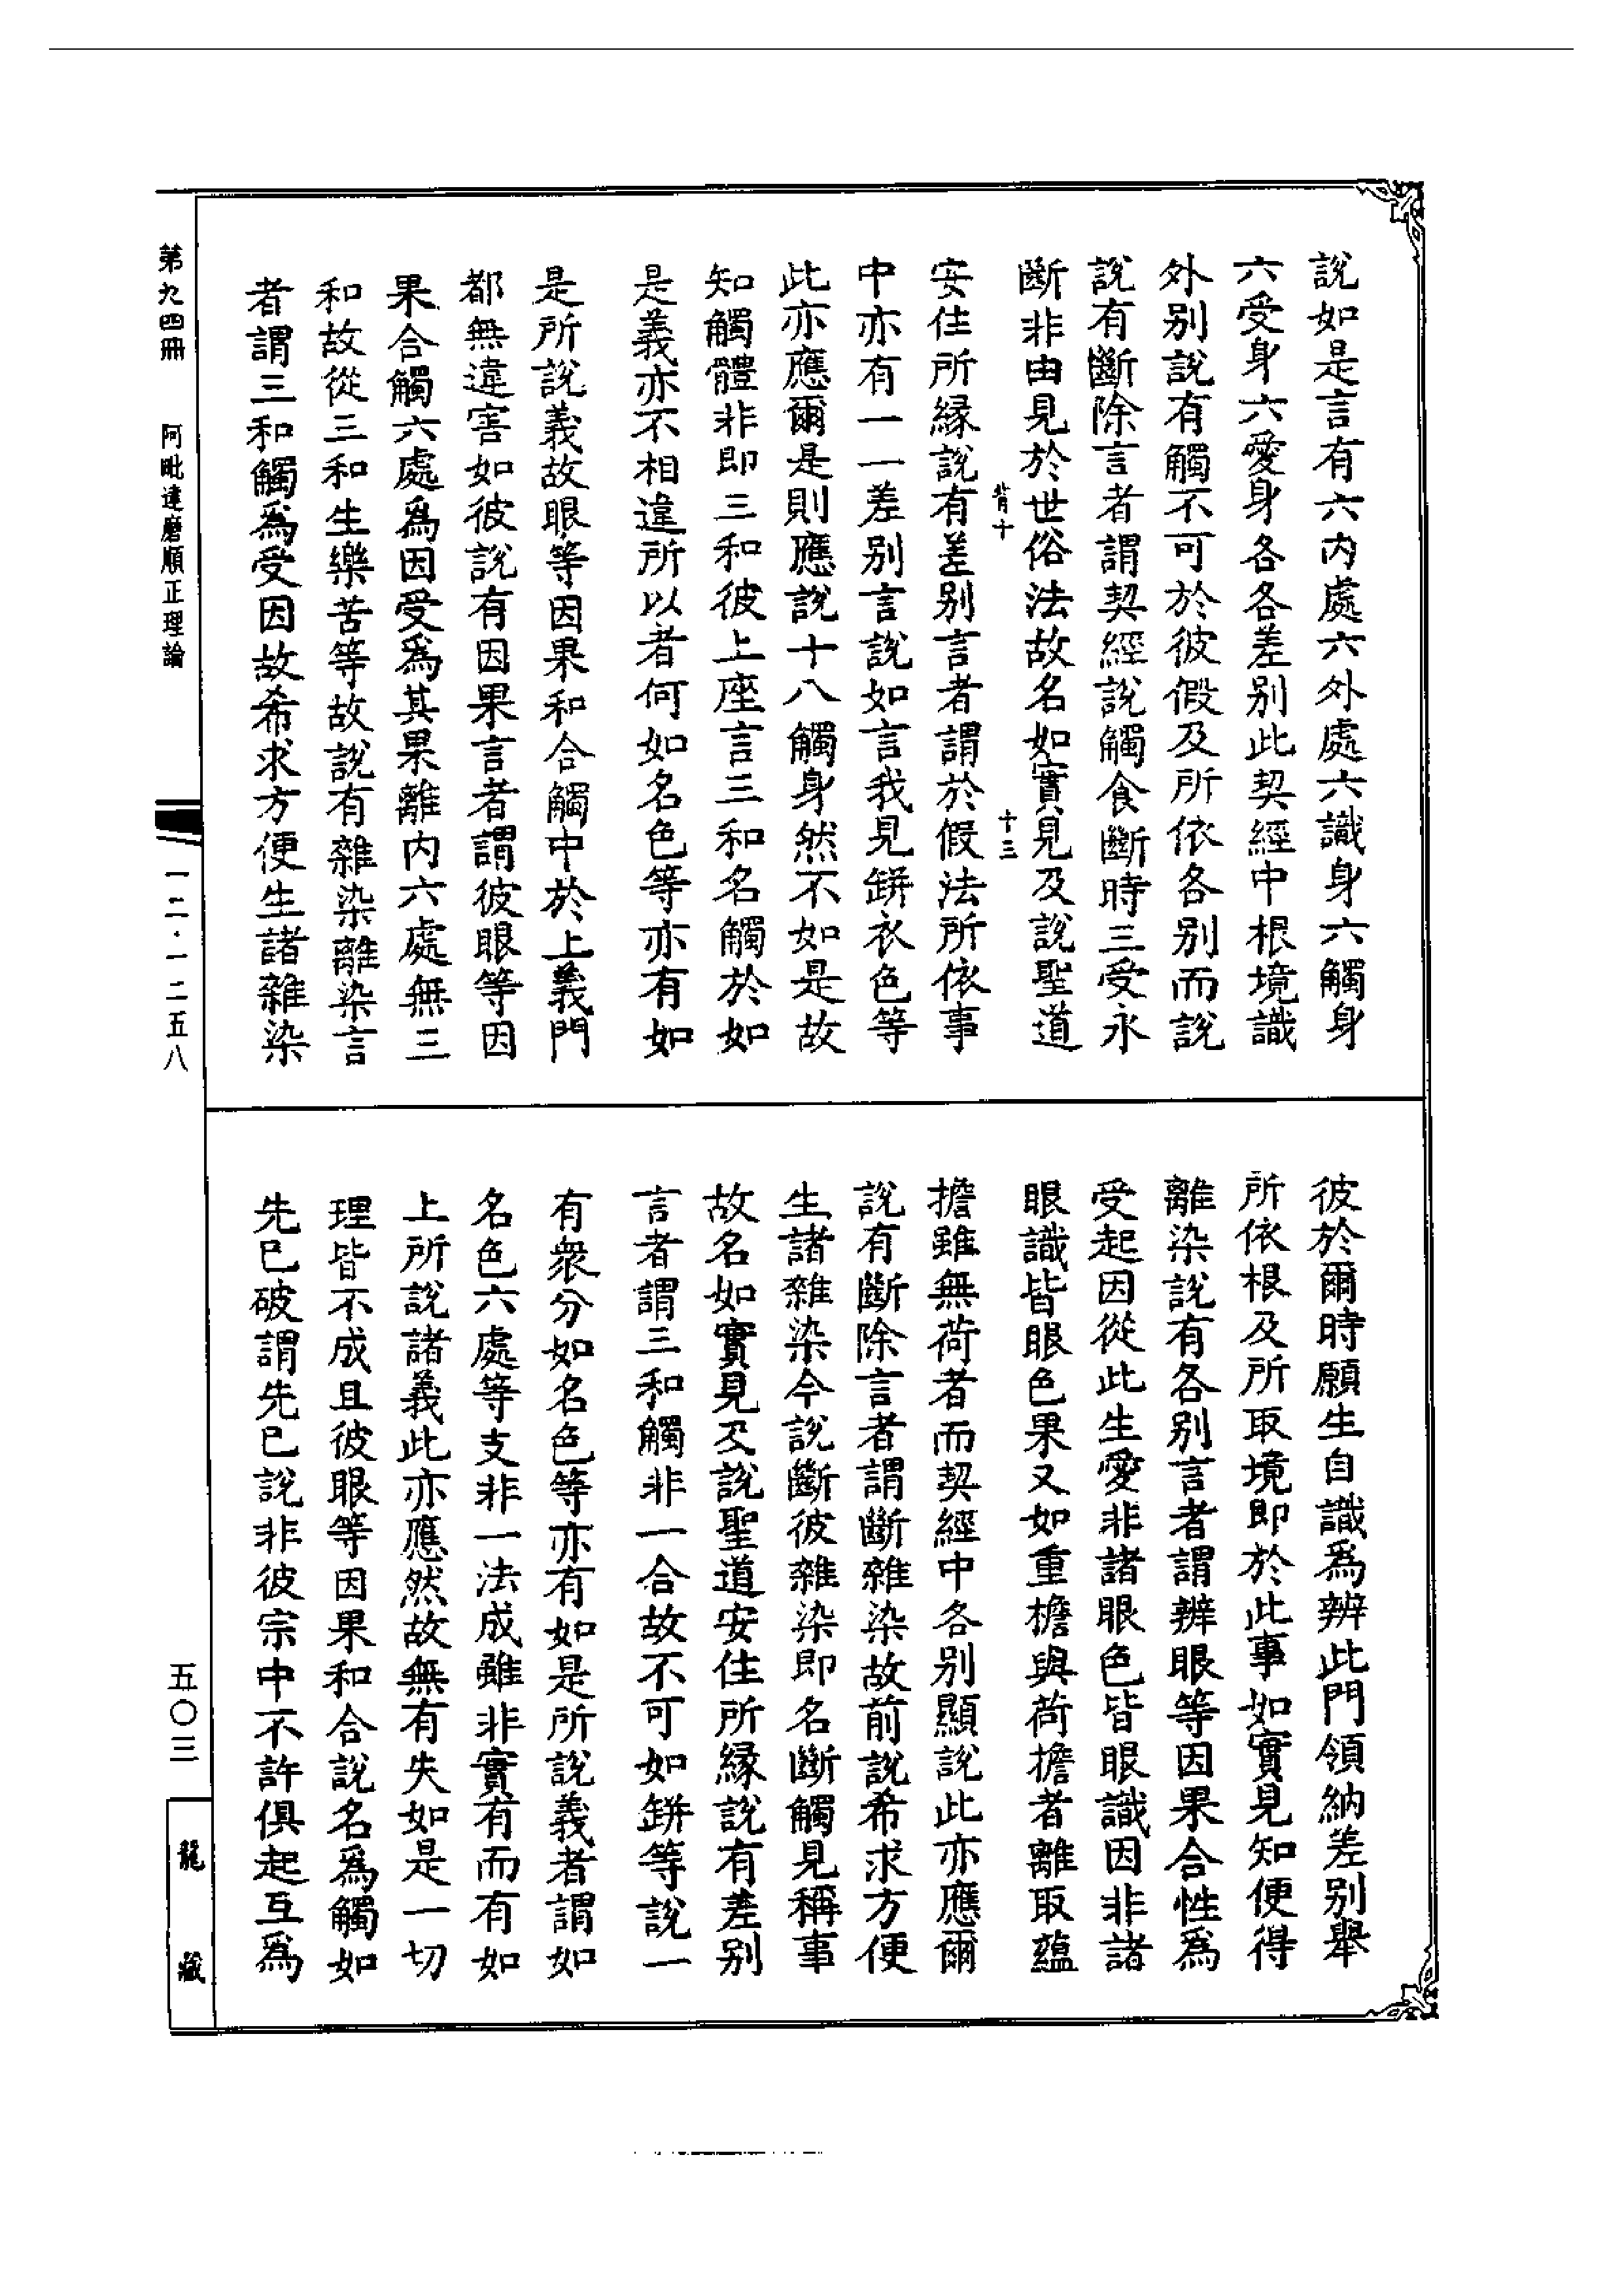 說如是言有六內處六外處六識身六觸身
六受身六愛身各各差別此契經中根境識
外別說有觸不可於彼假及所依各別而說
說有斷除言者謂契經說觸食斷時三受永
斷非由見於世俗法故名如實見及說聖道
背十
十三
安住所緣說有差別言者謂於假法所依事
中亦有一一差別言說如言我見缾衣色等
此亦應爾是則應說十八觸身然不如是故
知觸體非即三和彼上座言三和名觸於如
是義亦不相違所以者何如名色等亦有如
是所說義故眼等因果和合觸中於上義門
都無違害如彼說有因果言者謂彼眼等因
果合觸六處為因受為其果離內六處無三
和故從三和生樂苦等故說有雜染離染言
者謂三和觸為受因故希求方便生諸雜染
彼於爾時願生自識為辨此門領納差別舉
所依根及所取境即於此事如實見知便得
離染說有各別言者謂辨眼等因果合性為
受起因從此生愛非諸眼色皆眼識因非諸
眼識皆眼色果又如重檐與荷擔者離取蘊
擔雖無荷者而契經中各別顯說此亦應爾
說有斷除言者謂斷雜染故前說希求方便
生諸雜染今說斷彼雜染即名斷觸見稱事
故名如實見及說聖道安住所緣說有差別
言者謂三和觸非一合故不可如缾等說一
有眾分如名色等亦有如是所說義者謂如
名色六處等支非一法成雖非實有而有如
上所說諸義此亦應然故無有失如是一切
理皆不成且彼眼等因果和合說名為觸如
先已破謂先已說非彼宗中不許俱起互為
第九四冊
阿毗達磨順正理論
一二·一二五八
五〇三
龍藏